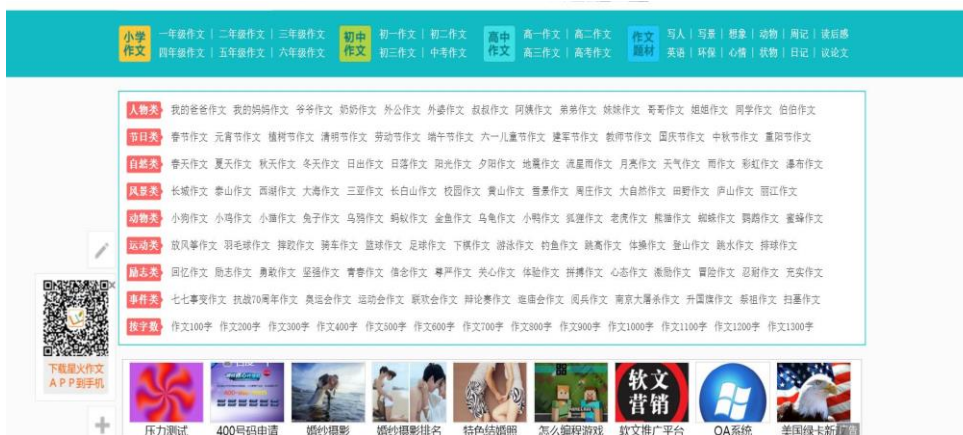 小学作文
一年级作文 | 二年级作文 | 三年级作文
四年级作文 | 五年级作文 | 六年级作文
初中作文
初一作文 | 初二作文
初三作文 | 中考作文
高中作文
高一作文 | 高二作文
高三作文 | 高考作文
作文题材
写人 | 写景 | 想象 | 动物 | 周记 | 读后感
英语 | 环保 | 心情 | 状物 | 日记 | 议论文
人物类 我的爸爸作文 我的妈妈作文 爷爷作文 奶奶作文 外公作文 外婆作文 叔叔作文 阿姨作文 弟弟作文 妹妹作文 哥哥作文 姐姐作文 同学作文 伯伯作文
节日类 春节作文 元宵节作文 植树节作文 清明节作文 劳动节作文 端午节作文 六一儿童节作文 建军节作文 教师节作文 国庆节作文 中秋节作文 重阳节作文
自然类 春天作文 夏天作文 秋天作文 冬天作文 日出作文 日落作文 阳光作文 夕阳作文 地震作文 流星雨作文 月亮作文 天气作文 雨作文 彩虹作文 瀑布作文
风景类 长城作文 泰山作文 西湖作文 大海作文 三亚作文 长白山作文 校园作文 黄山作文 雪景作文 周庄作文 大自然作文 田野作文 庐山作文 丽江作文
动物类 小狗作文 小鸡作文 小猫作文 兔子作文 乌鸦作文 蚂蚁作文 金鱼作文 乌龟作文 小鸭作文 狐狸作文 老虎作文 熊猫作文 蜘蛛作文 鹦鹉作文 蜜蜂作文
运动类 放风筝作文 羽毛球作文 摔跤作文 骑车作文 篮球作文 足球作文 下棋作文 游泳作文 钓鱼作文 跳高作文 体操作文 登山作文 跳水作文 排球作文
励志类 回忆作文 励志作文 勇敢作文 坚强作文 青春作文 信念作文 尊严作文 关心作文 体验作文 拼搏作文 心态作文 激励作文 冒险作文 忍耐作文 充实作文
事件类 七七事变作文 抗战70周年作文 奥运会作文 运动会作文 联欢会作文 辩论赛作文 逛庙会作文 阅兵作文 南京大屠杀作文 升国旗作文 祭祖作文 扫墓作文
按字数 作文100字 作文200字 作文300字 作文400字 作文500字 作文600字 作文700字 作文800字 作文900字 作文1000字 作文1100字 作文1200字 作文1300字
下载星火作文
APP到手机
软文
营销
压力测试 400号码申请 婚纱摄影 婚纱摄影排名 特色结婚照 怎么编程游戏 软文推广平台 OA系统 美国绿卡新
广告